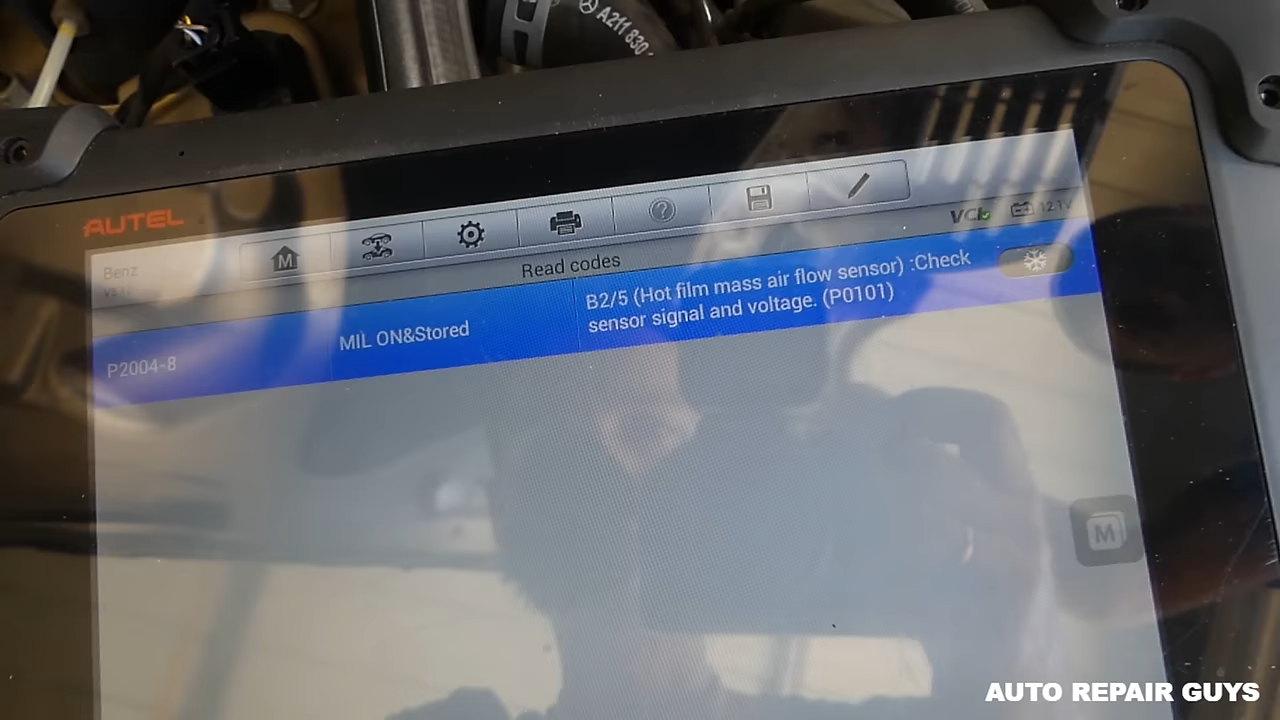 A211 830
AUTEL
Benz
VCI
12.1V
Read codes
P2004-8
MIL ON&Stored
B2/5 (Hot film mass air flow sensor) :Check
sensor signal and voltage. (P0101)
M
M
AUTO REPAIR GUYS